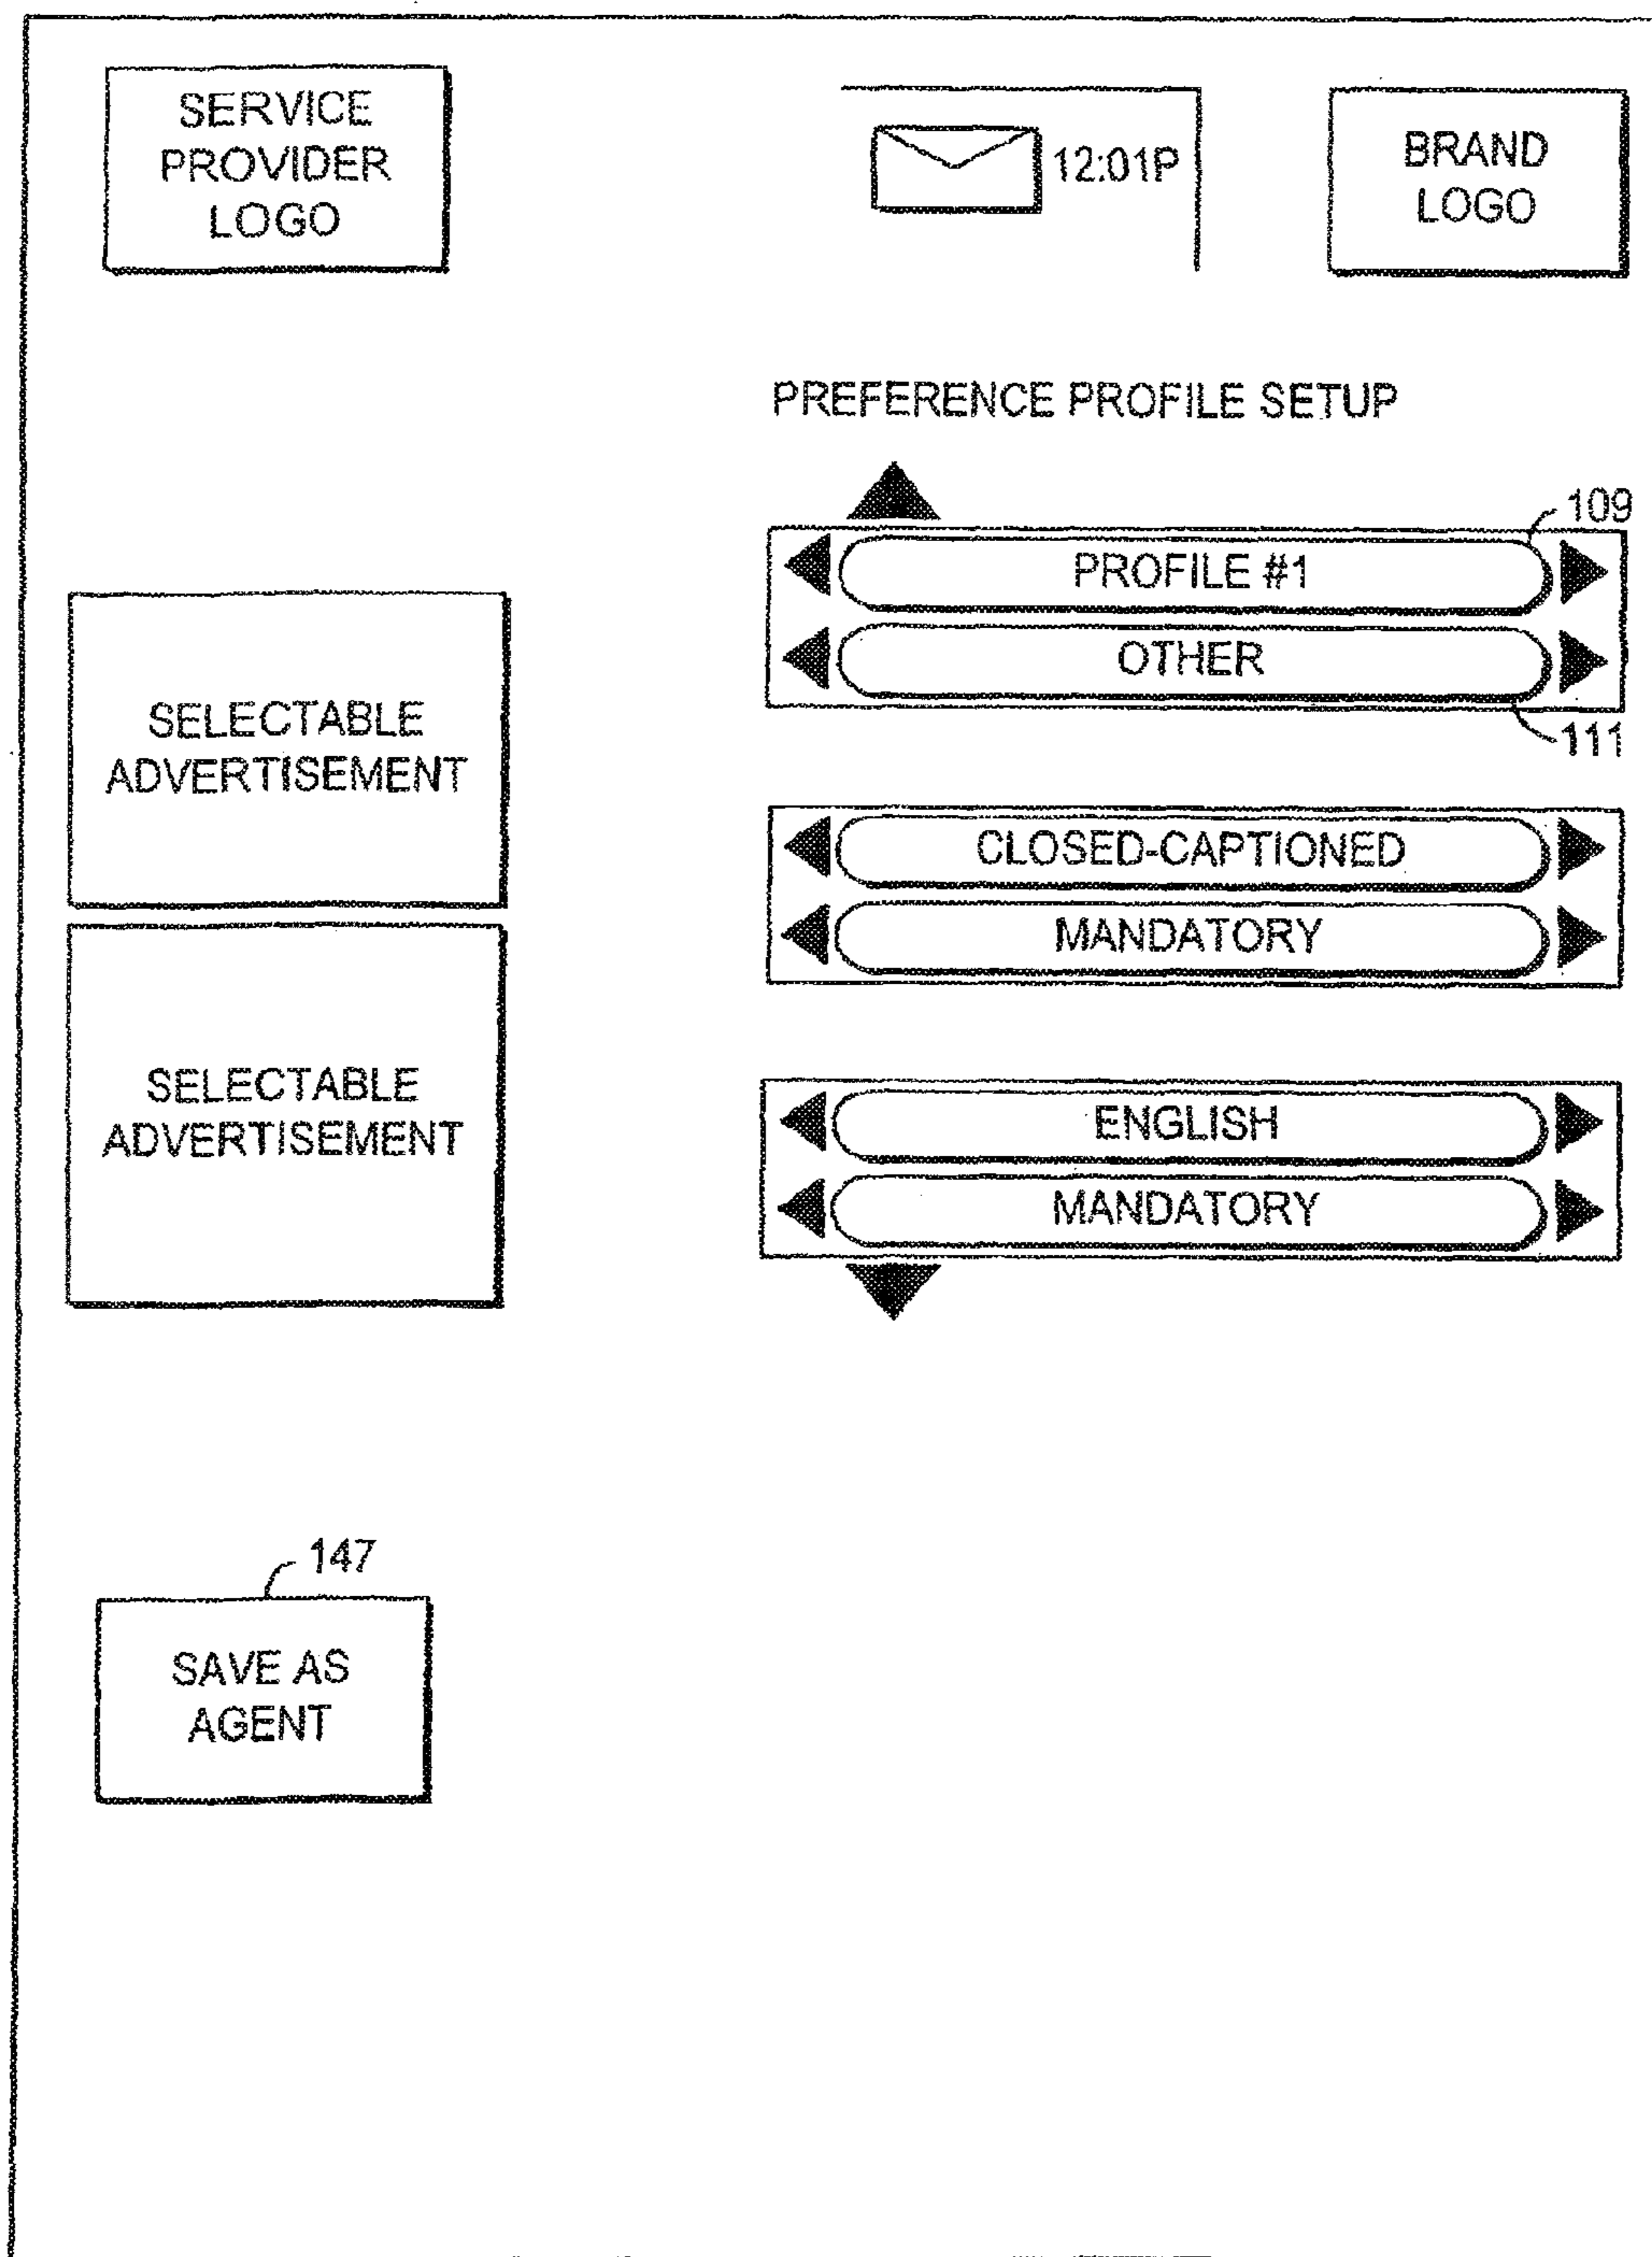 SERVICE
PROVIDER
LOGO
12:01P
BRAND
LOGO
PREFERENCE PROFILE SETUP
109
PROFILE #1
OTHER
111
SELECTABLE
ADVERTISEMENT
CLOSED-CAPTIONED
MANDATORY
SELECTABLE
ADVERTISEMENT
ENGLISH
MANDATORY
147
SAVE AS
AGENT